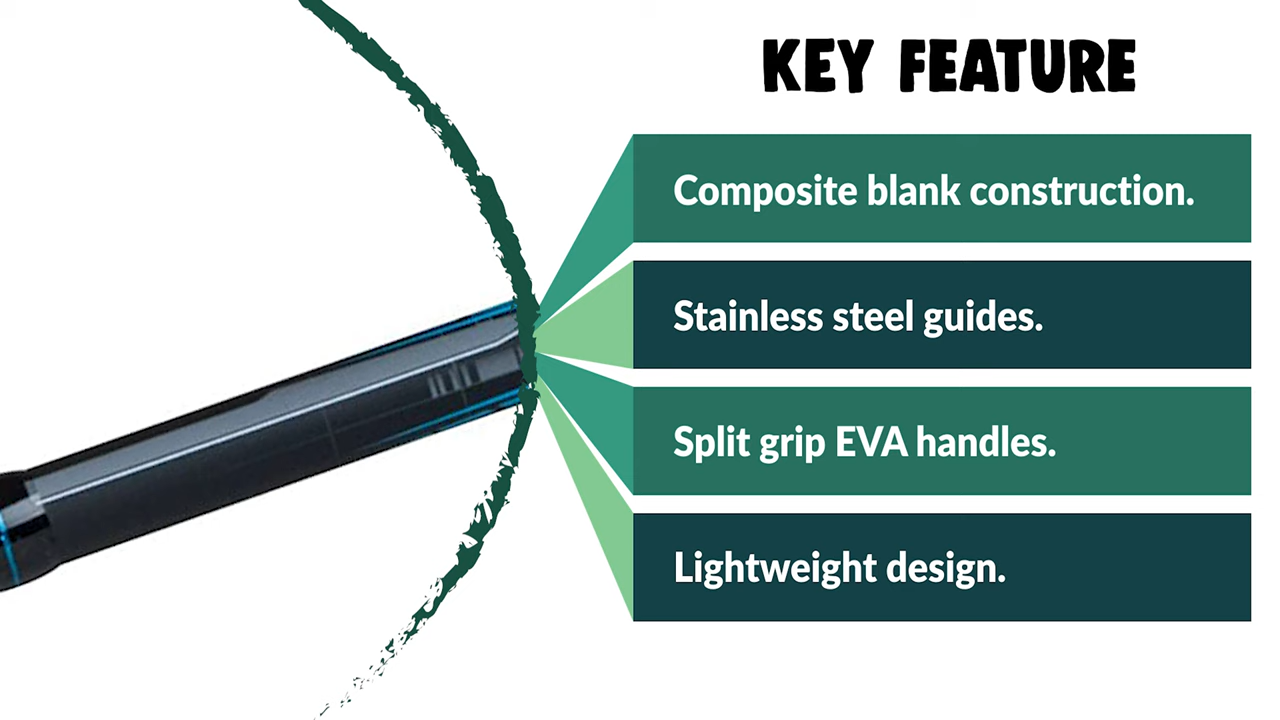 KEY FEATURE
Composite blank construction.
Stainless steel guides.
Split grip EVA handles.
Lightweight design.